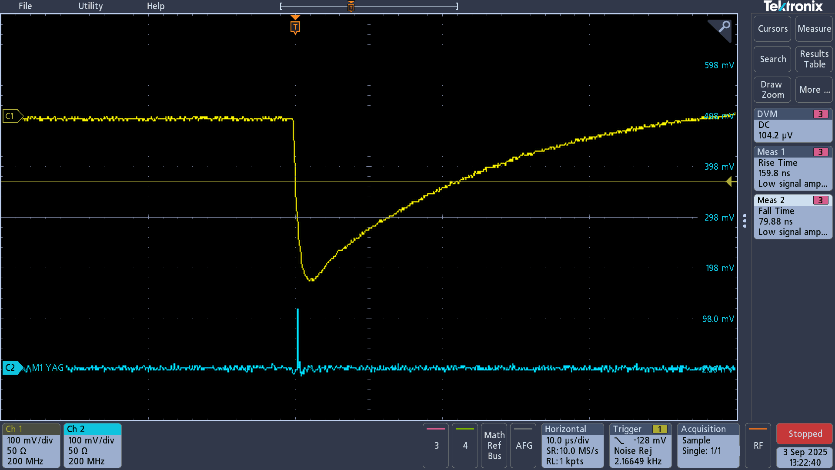 File Utility Help
Tektronix
T
T
Cursors Measure
Search Results Table
Draw Zoom More ...
DVM 3
DC
104.2 µV
Meas 1 3
Rise Time
159.8 ns
Low signal amp...
Meas 2 3
Fall Time
79.88 ns
Low signal amp...
598 mV
C1
398 mV
298 mV
198 mV
98.0 mV
C2 AM1 YAG
Ch 1
100 mV/div
50 Ω
200 MHz
Ch 2
100 mV/div
50 Ω
200 MHz
3
4
Math
Ref
Bus
AFG
Horizontal
10.0 µs/div
SR: 10.0 MS/s
RL: 1 kpts
Trigger 1
-128 mV
Noise Rej
2.16649 kHz
Acquisition
Sample
Single: 1/1
RF
Stopped
3 Sep 2025
13:22:40